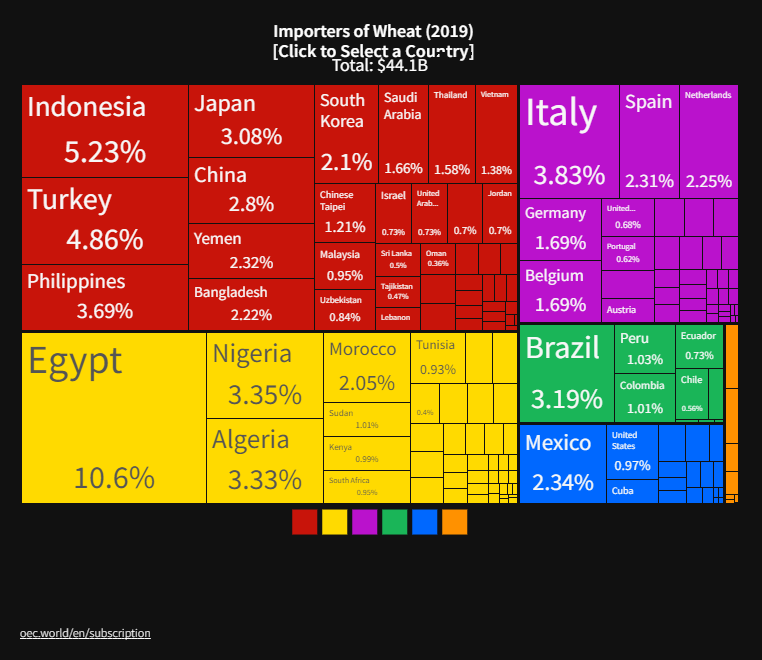 Importers of Wheat (2019)
[Click to Select a Country]
Total: $44.1B
Indonesia
5.23%
Turkey
4.86%
Philippines
3.69%
Japan
3.08%
China
2.8%
Yemen
2.32%
Bangladesh
2.22%
South
Korea
2.1%
Saudi
Arabia
1.66%
Thailand
1.58%
Vietnam
1.38%
Chinese
Taipei
1.21%
Israel
0.73%
United
Arab...
0.73%
0.7%
Jordan
0.7%
Malaysia
0.95%
Uzbekistan
0.84%
Sri Lanka
0.5%
Oman
0.36%
Tajikistan
0.47%
Lebanon
Italy
3.83%
Spain
2.31%
Netherlands
2.25%
Germany
1.69%
Belgium
1.69%
United...
0.68%
Portugal
0.62%
Austria
Egypt
10.6%
Nigeria
3.35%
Algeria
3.33%
Morocco
2.05%
Sudan
1.01%
Kenya
0.99%
South Africa
0.95%
Tunisia
0.93%
0.4%
Brazil
3.19%
Peru
1.03%
Colombia
1.01%
Ecuador
0.73%
Chile
0.56%
Mexico
2.34%
United
States
0.97%
Cuba
oec.world/en/subscription